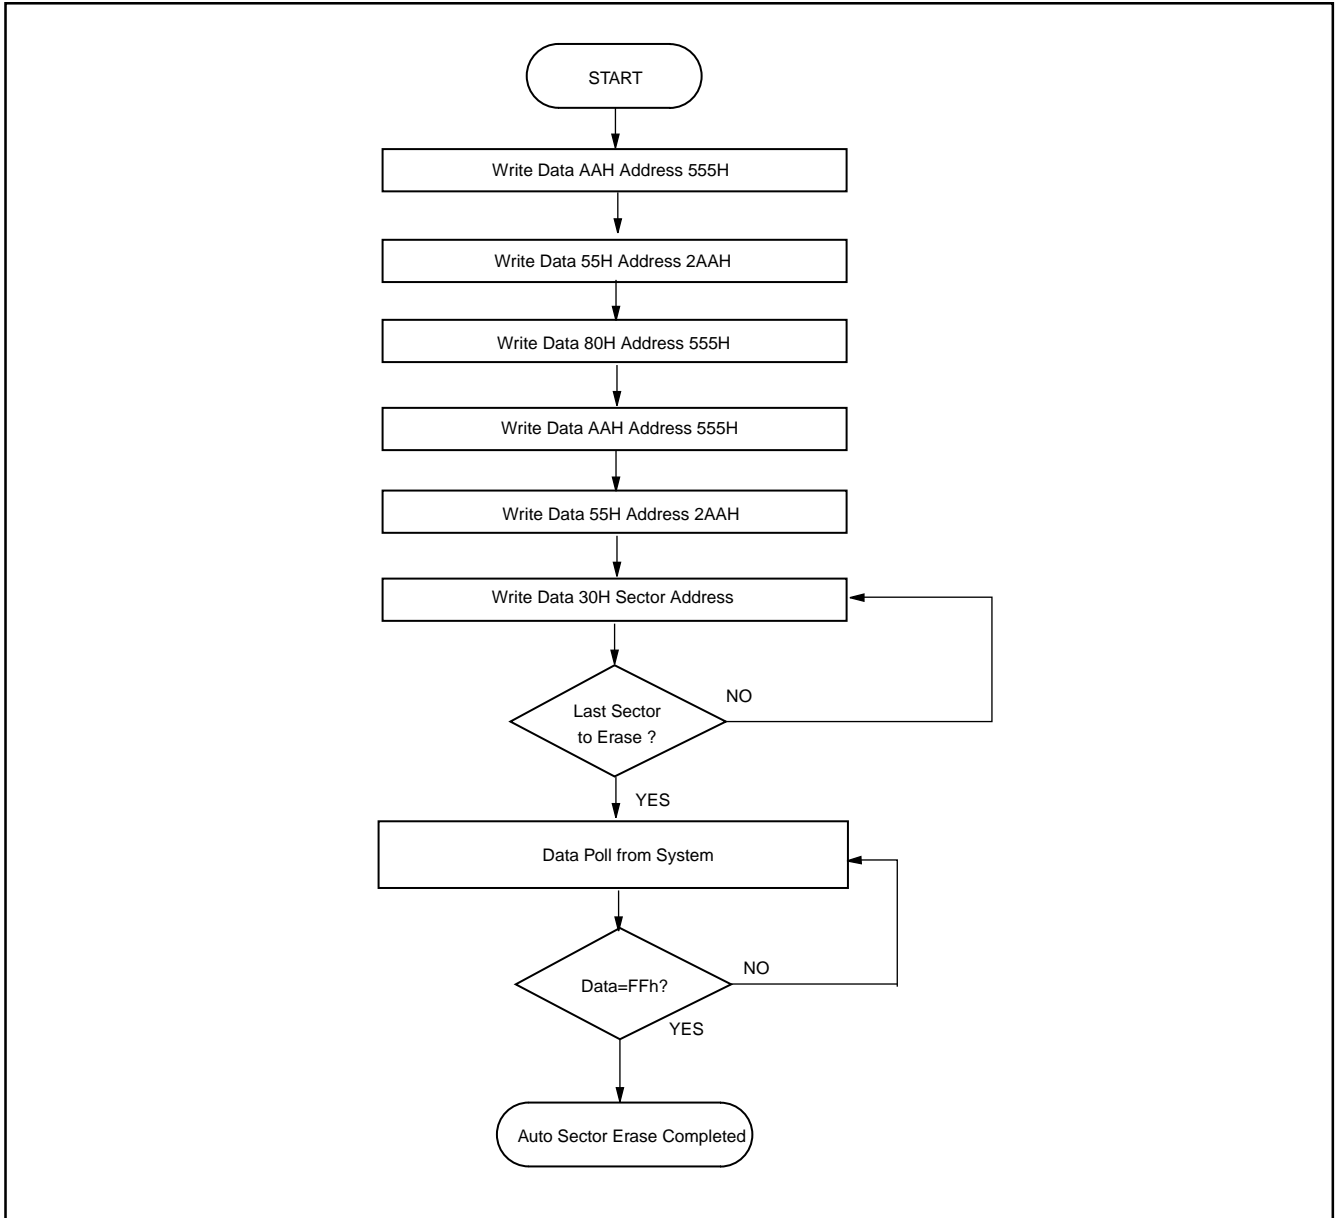 START
Write Data AAH Address 555H
Write Data 55H Address 2AAH
Write Data 80H Address 555H
Write Data AAH Address 555H
Write Data 55H Address 2AAH
Write Data 30H Sector Address
NO
Last Sector
to Erase ?
YES
Data Poll from System
NO
Data=FFh?
YES
Auto Sector Erase Completed